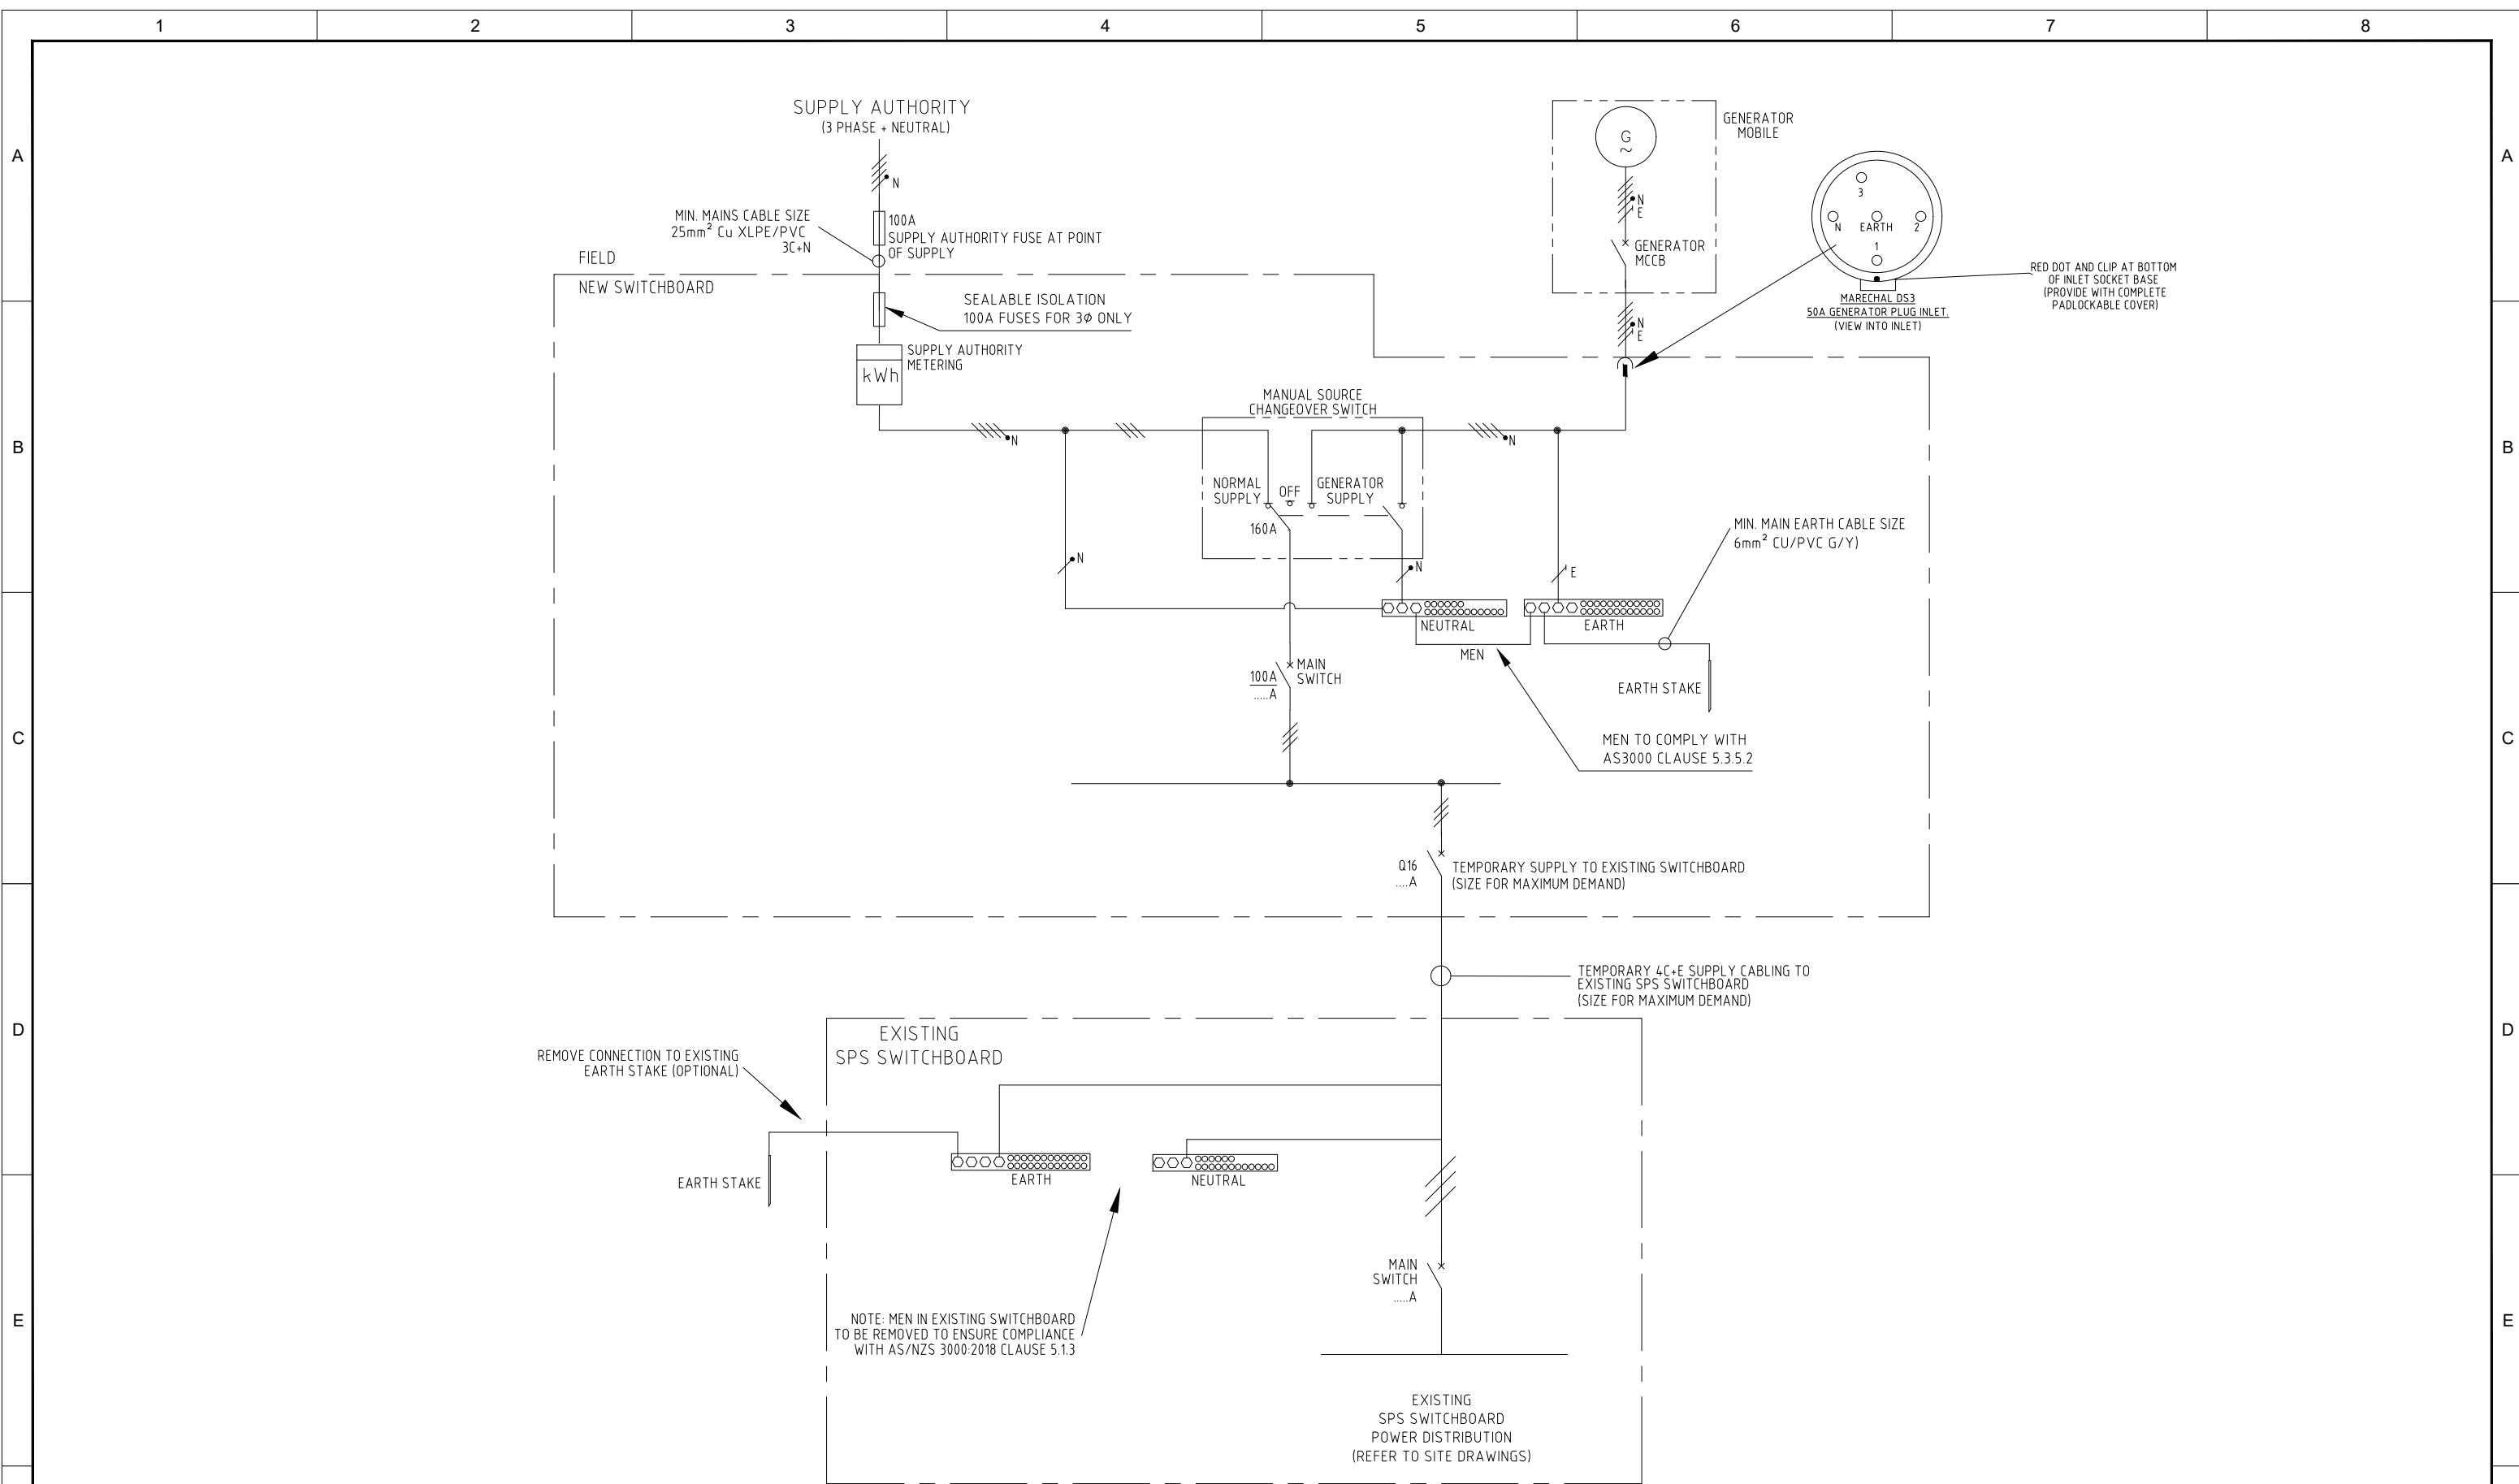 1 2 3 4 5 6 7 8
A
B
C
D
E
A
B
C
D
E
SUPPLY AUTHORITY
(3 PHASE + NEUTRAL)
N
MIN. MAINS CABLE SIZE
25mm² Cu XLPE/PVC
3C+N
100A
SUPPLY AUTHORITY FUSE AT POINT
OF SUPPLY
FIELD
NEW SWITCHBOARD
SEALABLE ISOLATION
100A FUSES FOR 3Ø ONLY
SUPPLY AUTHORITY
METERING
kWh
G
~
GENERATOR
MOBILE
N
E
GENERATOR
MCCB
N
E
3
N
EARTH
2
1
MARECHAL DS3
50A GENERATOR PLUG INLET.
(VIEW INTO INLET)
RED DOT AND CLIP AT BOTTOM
OF INLET SOCKET BASE
(PROVIDE WITH COMPLETE
PADLOCKABLE COVER)
MANUAL SOURCE
CHANGEOVER SWITCH
N
N
NORMAL
SUPPLY
OFF
GENERATOR
SUPPLY
160A
N
N
E
MIN. MAIN EARTH CABLE SIZE
6mm² CU/PVC G/Y)
NEUTRAL
EARTH
MEN
EARTH STAKE
MAIN
SWITCH
100A
.....A
MEN TO COMPLY WITH
AS3000 CLAUSE 5.3.5.2
Q16
....A
TEMPORARY SUPPLY TO EXISTING SWITCHBOARD
(SIZE FOR MAXIMUM DEMAND)
TEMPORARY 4C+E SUPPLY CABLING TO
EXISTING SPS SWITCHBOARD
(SIZE FOR MAXIMUM DEMAND)
EXISTING
SPS SWITCHBOARD
REMOVE CONNECTION TO EXISTING
EARTH STAKE (OPTIONAL)
EARTH STAKE
EARTH
NEUTRAL
MAIN
SWITCH
.....A
NOTE: MEN IN EXISTING SWITCHBOARD
TO BE REMOVED TO ENSURE COMPLIANCE
WITH AS/NZS 3000:2018 CLAUSE 5.1.3
EXISTING
SPS SWITCHBOARD
POWER DISTRIBUTION
(REFER TO SITE DRAWINGS)